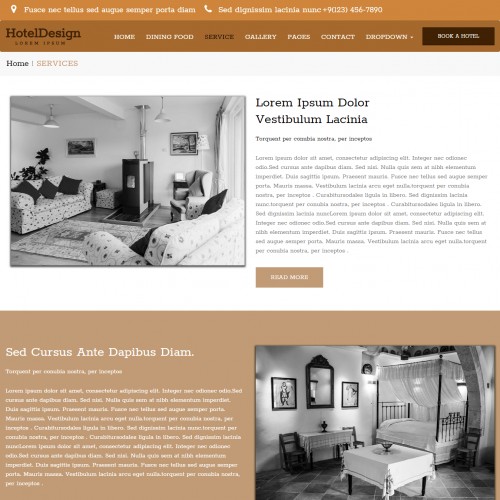 Fusce nec tellus sed augue semper porta diam
Sed dignissim lacinia nunc +9023) 456-7890
HotelDesign
LOREM IPSUM
HOME
DINING FOOD
SERVICE
GALLERY
PAGES
CONTACT
DROPDOWN
BOOK A HOTEL
Home | SERVICES
Lorem Ipsum Dolor
Vestibulum Lacinia
Torquent per conubia nostra, per inceptos
Lorem ipsum dolor sit amet, consectetur adipiscing elit. Integer nec odionec
odio.Sed cursus ante dapibus diam. Sed nisi. Nulla quis sem at nibh elementum
imperdiet. Duis sagittis ipsum. Praesent mauris. Fusce nec tellus sed augue semper
porta. Mauris massa. Vestibulum lacinia arcu eget nulla.torquent per conubia
nostra, per inceptos . Curabitursodales ligula in libero. Sed dignissim lacinia
nunc.torquent per conubia nostra, per inceptos . Curabitursodales ligula in libero.
Sed dignissim lacinia nuncLorem ipsum dolor sit amet, consectetur adipiscing elit.
Integer nec odionec odio.Sed cursus ante dapibus diam. Sed nisi. Nulla quis sem at
nibh elementum imperdiet. Duis sagittis ipsum. Praesent mauris. Fusce nec tellus
sed augue semper porta. Mauris massa. Vestibulum lacinia arcu eget nulla.torquent
per conubia nostra, per inceptos .
READ MORE
Sed Cursus Ante Dapibus Diam.
Torquent per conubia nostra, per inceptos
Lorem ipsum dolor sit amet, consectetur adipiscing elit. Integer nec odionec odio.Sed
cursus ante dapibus diam. Sed nisi. Nulla quis sem at nibh elementum imperdiet.
Duis sagittis ipsum. Praesent mauris. Fusce nec tellus sed augue semper porta.
Mauris massa. Vestibulum lacinia arcu eget nulla.torquent per conubia nostra, per
inceptos . Curabitursodales ligula in libero. Sed dignissim lacinia nunc.torquent per
conubia nostra, per inceptos . Curabitursodales ligula in libero. Sed dignissim lacinia
nuncLorem ipsum dolor sit amet, consectetur adipiscing elit. Integer nec odionec
odio.Sed cursus ante dapibus diam. Sed nisi. Nulla quis sem at nibh elementum
imperdiet. Duis sagittis ipsum. Praesent mauris. Fusce nec tellus sed augue semper
porta. Mauris massa. Vestibulum lacinia arcu eget nulla.torquent per conubia
nostra, per inceptos .